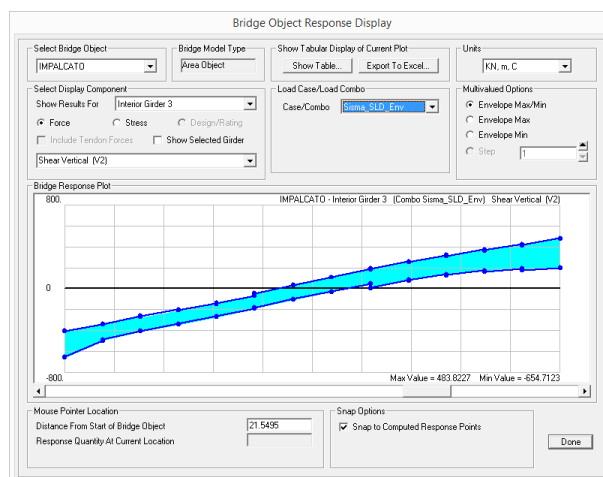 Bridge Object Response Display
Select Bridge Object
IMPALCATO
Bridge Model Type
Area Object
Show Tabular Display of Current Plot
Show Table...
Export To Excel...
Units
KN, m, C
Select Display Component
Show Results For
Interior Girder 3
Force
Stress
Design/Rating
Include Tendon Forces
Show Selected Girder
Shear Vertical (V2)
Load Case/Load Combo
Case/Combo
Sisma_SLD_Env
Multivalued Options
Envelope Max/Min
Envelope Max
Envelope Min
Step
1
Bridge Response Plot
800.
IMPALCATO - Interior Girder 3 (Combo Sisma_SLD_Env) Shear Vertical (V2)
0
-800.
Max Value = 483.8227 Min Value = -654.7123
Mouse Pointer Location
Distance From Start of Bridge Object
21.5495
Response Quantity At Current Location
Snap Options
Snap to Computed Response Points
Done